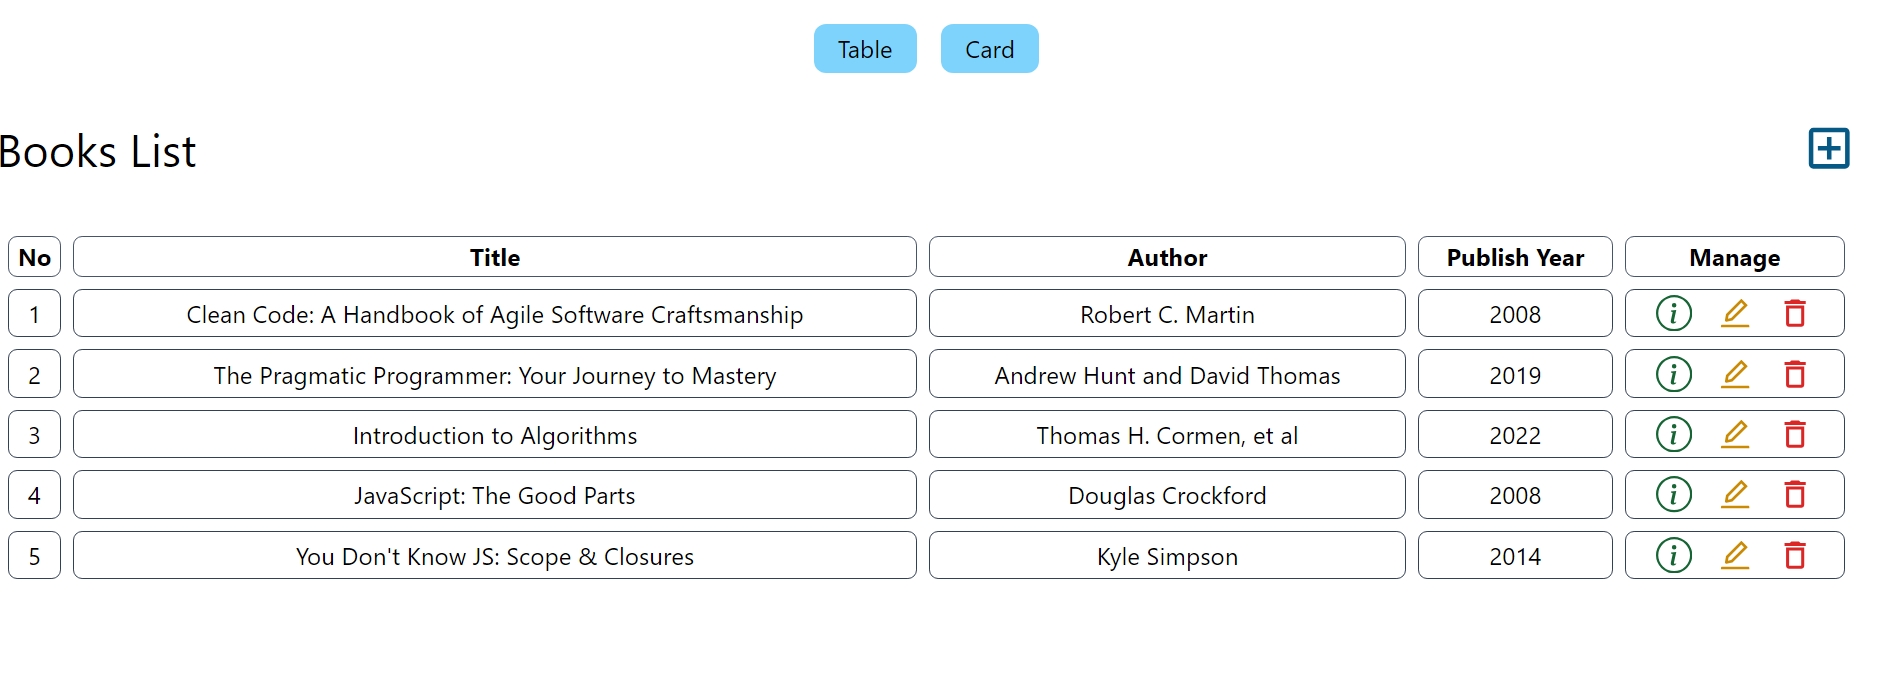 Table Card
Books List
No Title Author Publish Year Manage
1 Clean Code: A Handbook of Agile Software Craftsmanship Robert C. Martin 2008
2 The Pragmatic Programmer: Your Journey to Mastery Andrew Hunt and David Thomas 2019
3 Introduction to Algorithms Thomas H. Cormen, et al 2022
4 JavaScript: The Good Parts Douglas Crockford 2008
5 You Don't Know JS: Scope & Closures Kyle Simpson 2014